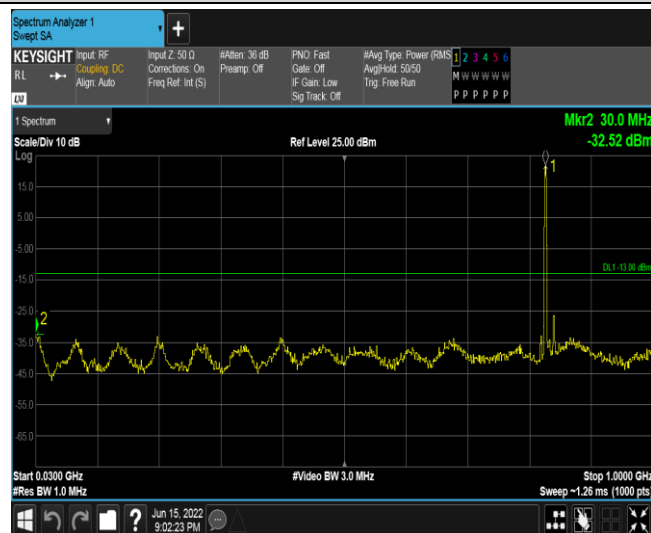 Spectrum Analyzer 1
Swept SA
+
KEYSIGHT
RL
Input: RF
Coupling: DC
Align: Auto
Input Z: 50 Ω
Corrections: On
Freq Ref: Int (S)
#Atten: 36 dB
Preamp: Off
PNO: Fast
Gate: Off
IF Gain: Low
Sig Track: Off
#Avg Type: Power (RMS
Avg|Hold: 50/50
Trig: Free Run
1 2 3 4 5 6
M W W W W W
P P P P P P
LXI
1 Spectrum
Mkr2 30.0 MHz
-32.52 dBm
Scale/Div 10 dB
Ref Level 25.00 dBm
Log
1
15.0
5.00
-5.00
DL1 -13.00 dBm
-15.0
-25.0
2
-35.0
-45.0
-55.0
-65.0
Start 0.0300 GHz
#Video BW 3.0 MHz
Stop 1.0000 GHz
#Res BW 1.0 MHz
Sweep ~1.26 ms (1000 pts)
?
Jun 15, 2022
9:02:23 PM